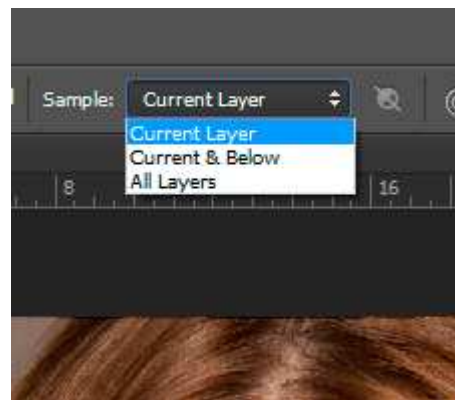 Sample: Current Layer
Current Layer
Current & Below
All Layers
8 16